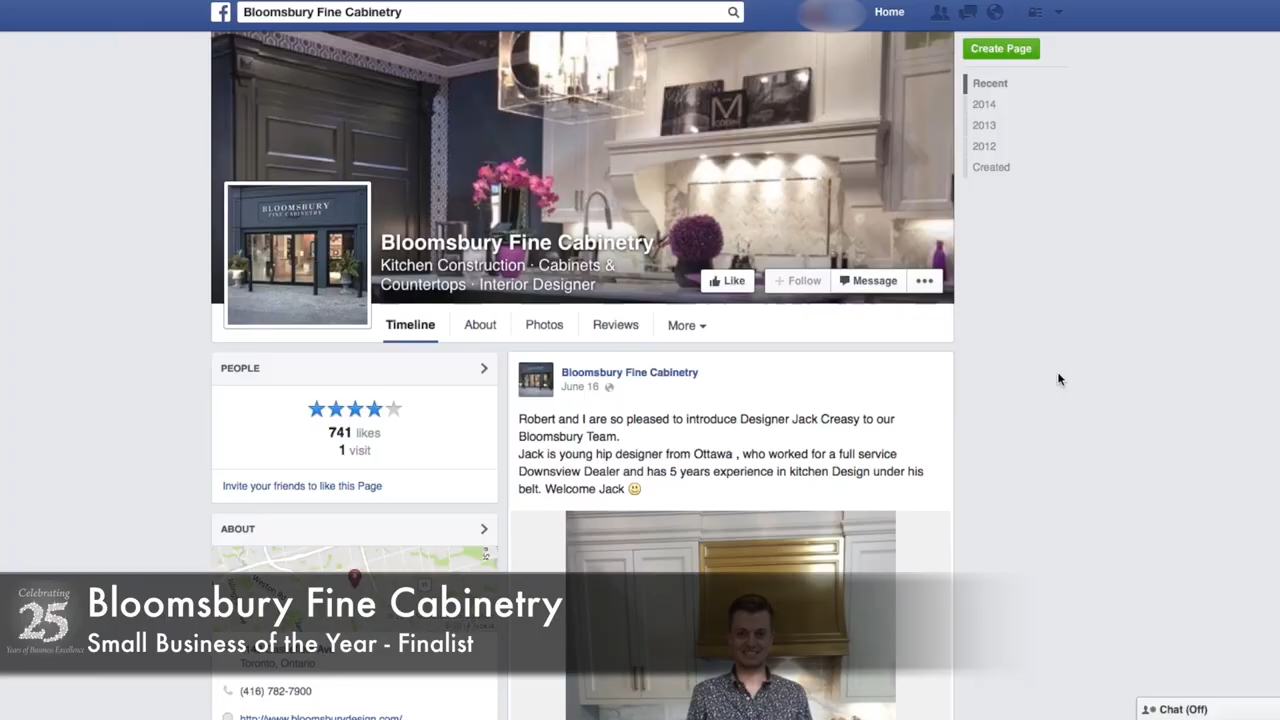 Bloomsbury Fine Cabinetry
Home
Create Page
Recent
2014
2013
2012
Created
BLOOMSBURY
FINE CABINETRY
Bloomsbury Fine Cabinetry
Kitchen Construction · Cabinets &
Countertops · Interior Designer
Like
+ Follow
Message
Timeline
About
Photos
Reviews
More
PEOPLE
741 likes
1 visit
Invite your friends to like this Page
ABOUT
Bloomsbury Fine Cabinetry
June 16
Robert and I are so pleased to introduce Designer Jack Creasy to our
Bloomsbury Team.
Jack is young hip designer from Ottawa , who worked for a full service
Downsview Dealer and has 5 years experience in kitchen Design under his
belt. Welcome Jack
Celebrating
25
Years of Business Excellence
Bloomsbury Fine Cabinetry
Small Business of the Year - Finalist
Toronto, Ontario
(416) 782-7900
http://www.bloomsburydesign.com/
Chat (Off)